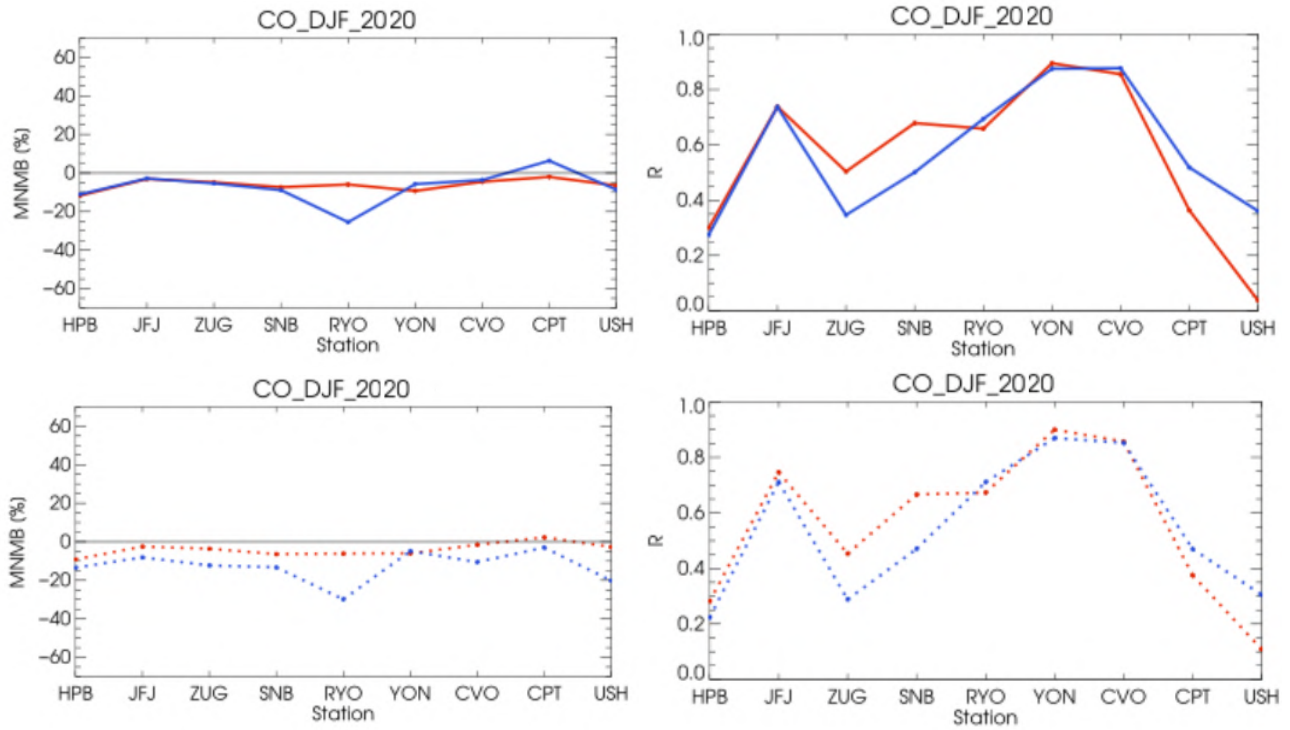 CO_DJF_2020
MNMB (%)
60
40
20
0
−20
−40
−60
HPB JFJ ZUG SNB RYO YON CVO CPT USH
Station
CO_DJF_2020
R
1.0
0.8
0.6
0.4
0.2
0.0
HPB JFJ ZUG SNB RYO YON CVO CPT USH
Station
CO_DJF_2020
MNMB (%)
60
40
20
0
−20
−40
−60
HPB JFJ ZUG SNB RYO YON CVO CPT USH
Station
CO_DJF_2020
R
1.0
0.8
0.6
0.4
0.2
0.0
HPB JFJ ZUG SNB RYO YON CVO CPT USH
Station